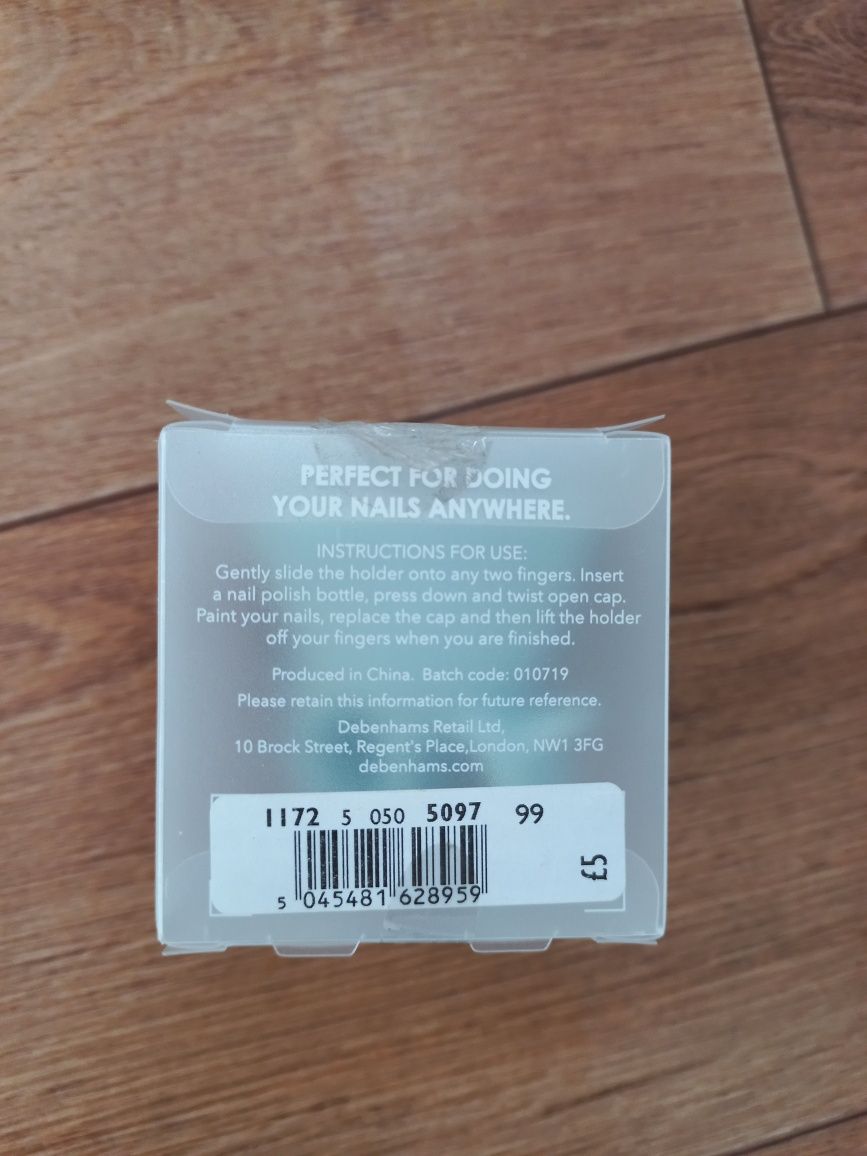 PERFECT FOR DOING
YOUR NAILS ANYWHERE.
INSTRUCTIONS FOR USE:
Gently slide the holder onto any two fingers. Insert
a nail polish bottle, press down and twist open cap.
Paint your nails, replace the cap and then lift the holder
off your fingers when you are finished.
Produced in China. Batch code: 010719
Please retain this information for future reference.
Debenhams Retail Ltd,
10 Brock Street, Regent's Place,London, NW1 3FG
debenhams.com
1172 5 050 5097 99
£5
5 045481 628959